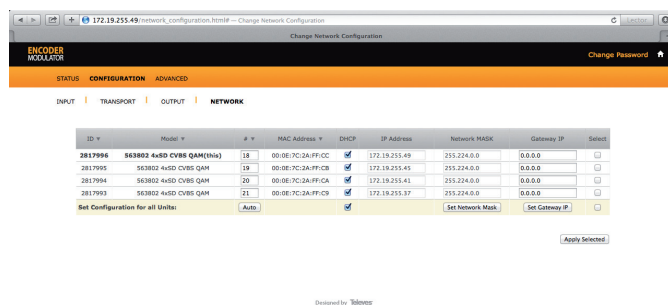 172.19.255.49/network_configuration.html# — Change Network Configuration
Lector
Change Network Configuration
ENCODER
MODULATOR
Change Password
STATUS CONFIGURATION ADVANCED
INPUT TRANSPORT OUTPUT NETWORK
ID Model # MAC Address DHCP IP Address Network MASK Gateway IP Select
2817996 563802 4xSD CVBS QAM(this) 18 00:0E:7C:2A:FF:CC 172.19.255.49 255.224.0.0 0.0.0.0
2817995 563802 4xSD CVBS QAM 19 00:0E:7C:2A:FF:CB 172.19.255.45 255.224.0.0 0.0.0.0
2817994 563802 4xSD CVBS QAM 20 00:0E:7C:2A:FF:CA 172.19.255.41 255.224.0.0 0.0.0.0
2817993 563802 4xSD CVBS QAM 21 00:0E:7C:2A:FF:C9 172.19.255.37 255.224.0.0 0.0.0.0
Set Configuration for all Units: Auto Set Network Mask Set Gateway IP
Apply Selected
Designed by Televes